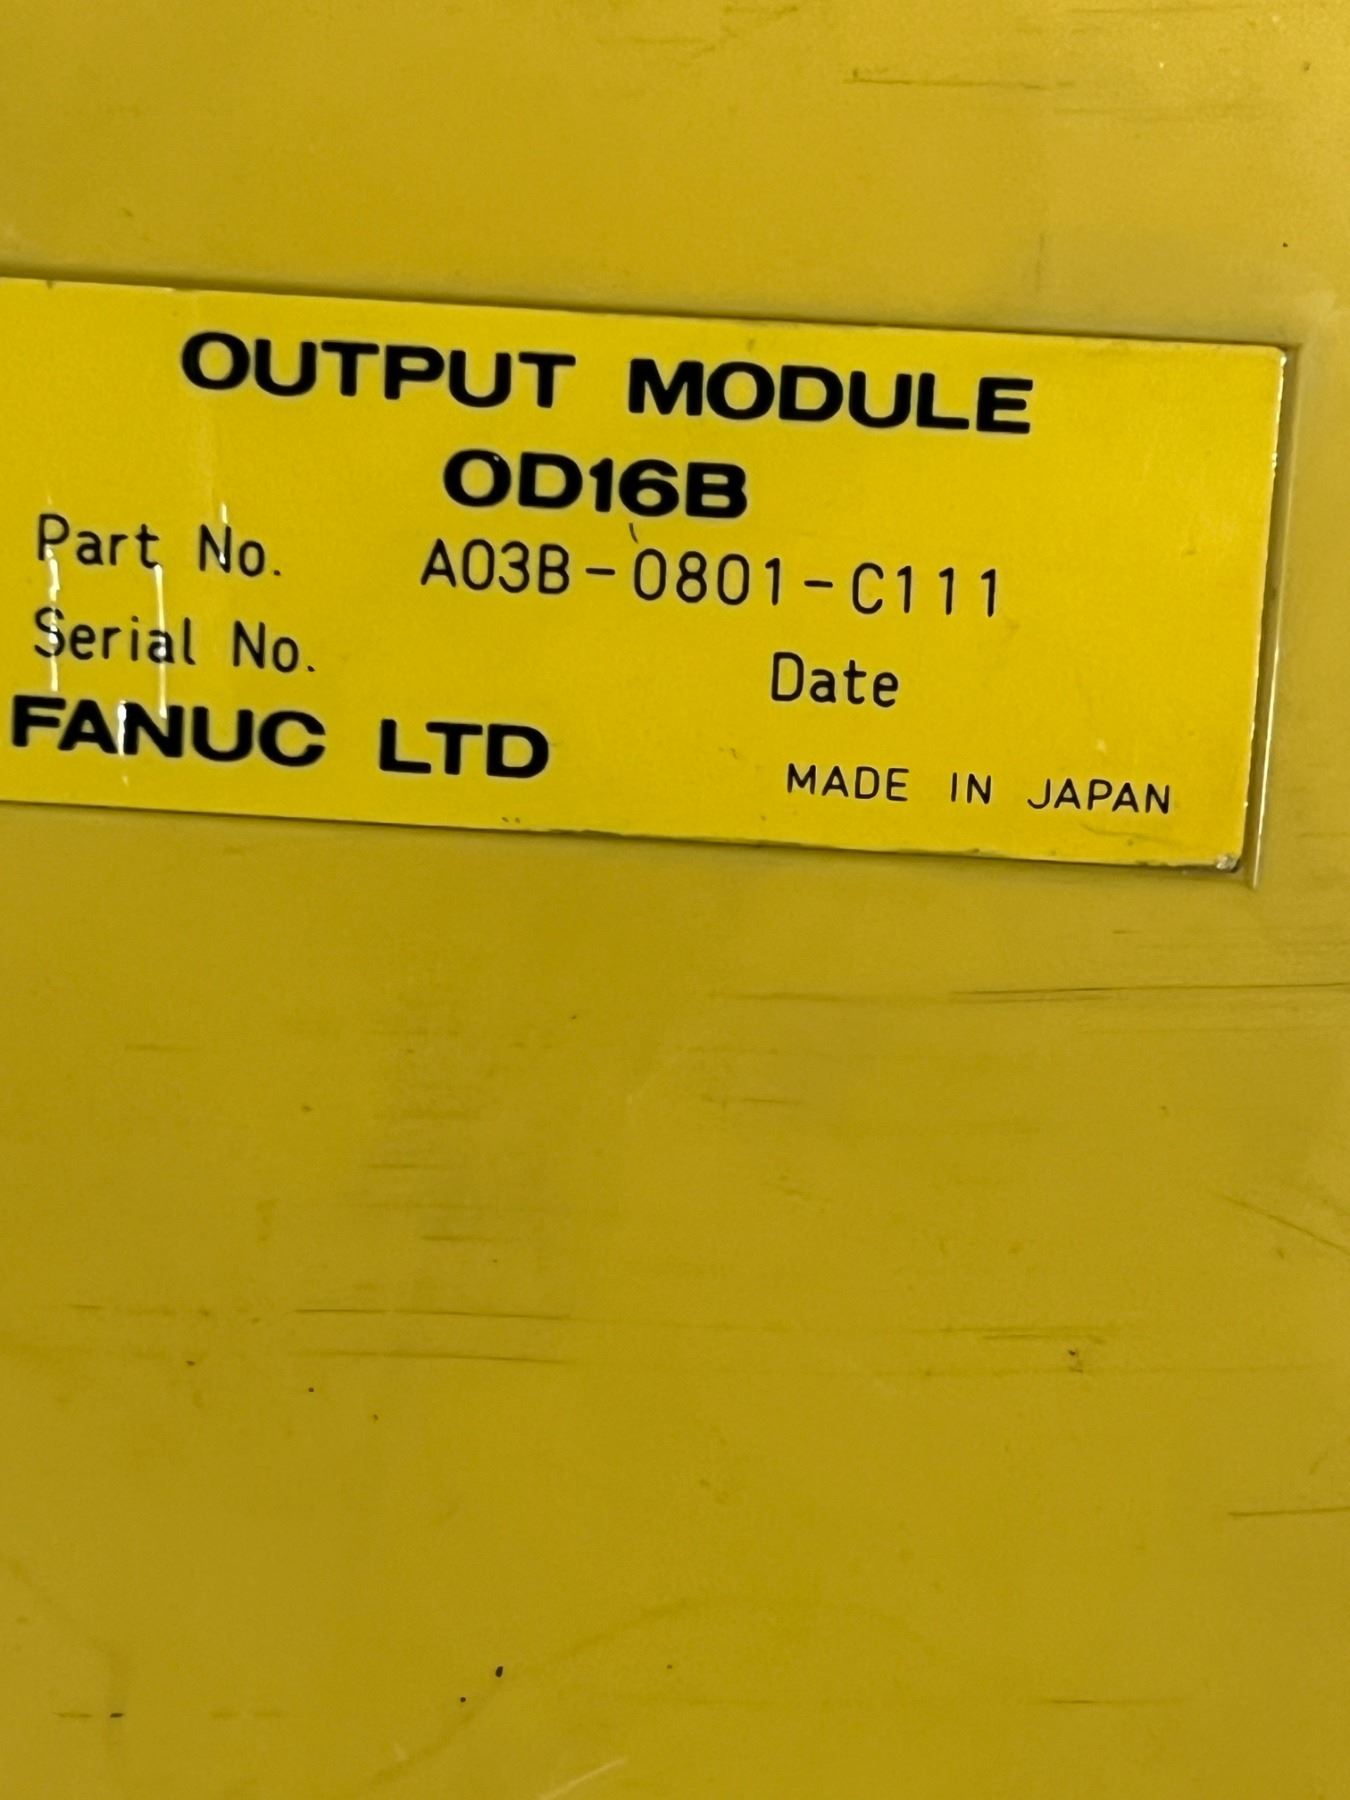 OUTPUT MODULE
OD16B
Part No. A03B-0801-C111
Serial No.
Date
FANUC LTD
MADE IN JAPAN